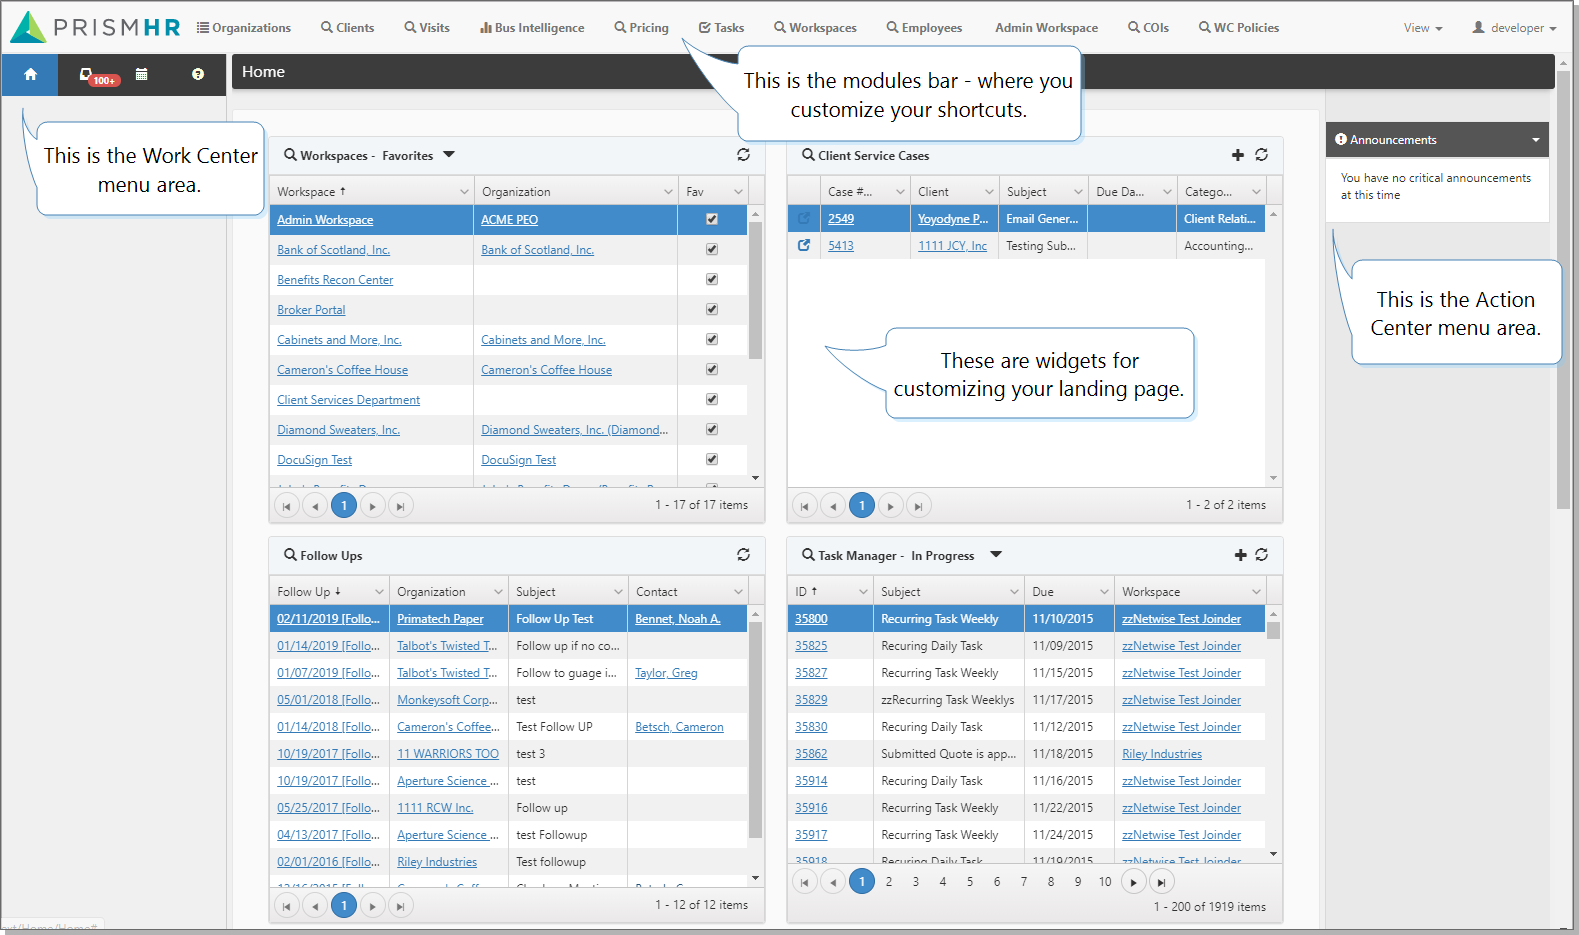 PRISMHR Organizations Clients Visits Bus Intelligence Pricing Tasks Workspaces Employees Admin Workspace COIs WC Policies View developer
100+ ? Home
This is the modules bar - where you
customize your shortcuts.
This is the Work Center
menu area.
Announcements
You have no critical announcements
at this time
This is the Action
Center menu area.
Workspaces - Favorites
Workspace Organization Fav
Admin Workspace ACME PEO
Bank of Scotland, Inc. Bank of Scotland, Inc.
Benefits Recon Center
Broker Portal
Cabinets and More, Inc. Cabinets and More, Inc.
Cameron's Coffee House Cameron's Coffee House
Client Services Department
Diamond Sweaters, Inc. Diamond Sweaters, Inc. (Diamond...
DocuSign Test DocuSign Test
1 1 - 17 of 17 items
Client Service Cases
Case #... Client Subject Due Da... Catego...
2549 Yoyodyne P... Email Gener... Client Relati...
5413 1111 JCY, Inc Testing Sub... Accounting...
These are widgets for
customizing your landing page.
1 1 - 2 of 2 items
Follow Ups
Follow Up Organization Subject Contact
02/11/2019 [Follo... Primatech Paper Follow Up Test Bennet, Noah A.
01/14/2019 [Follo... Talbot's Twisted T... Follow up if no co...
01/07/2019 [Follo... Talbot's Twisted T... Follow to guage i... Taylor, Greg
05/01/2018 [Follo... Monkeysoft Corp... test
01/14/2018 [Follo... Cameron's Coffee... Test Follow UP Betsch, Cameron
10/19/2017 [Follo... 11 WARRIORS TOO test 3
10/19/2017 [Follo... Aperture Science ... test
05/25/2017 [Follo... 1111 RCW Inc. Follow up
04/13/2017 [Follo... Aperture Science ... test Followup
02/01/2016 [Follo... Riley Industries Test followup
1 1 - 12 of 12 items
Task Manager - In Progress
ID Subject Due Workspace
35800 Recurring Task Weekly 11/10/2015 zzNetwise Test Joinder
35825 Recuring Daily Task 11/09/2015 zzNetwise Test Joinder
35827 Recurring Task Weekly 11/15/2015 zzNetwise Test Joinder
35829 zzRecurring Task Weeklys 11/17/2015 zzNetwise Test Joinder
35830 Recuring Daily Task 11/12/2015 zzNetwise Test Joinder
35862 Submitted Quote is app... 11/18/2015 Riley Industries
35914 Recuring Daily Task 11/16/2015 zzNetwise Test Joinder
35916 Recurring Task Weekly 11/22/2015 zzNetwise Test Joinder
35917 Recurring Task Weekly 11/24/2015 zzNetwise Test Joinder
35918 Recuring Daily Task 11/19/2015 zzNetwise Test Joinder
1 2 3 4 5 6 7 8 9 10
1 - 200 of 1919 items